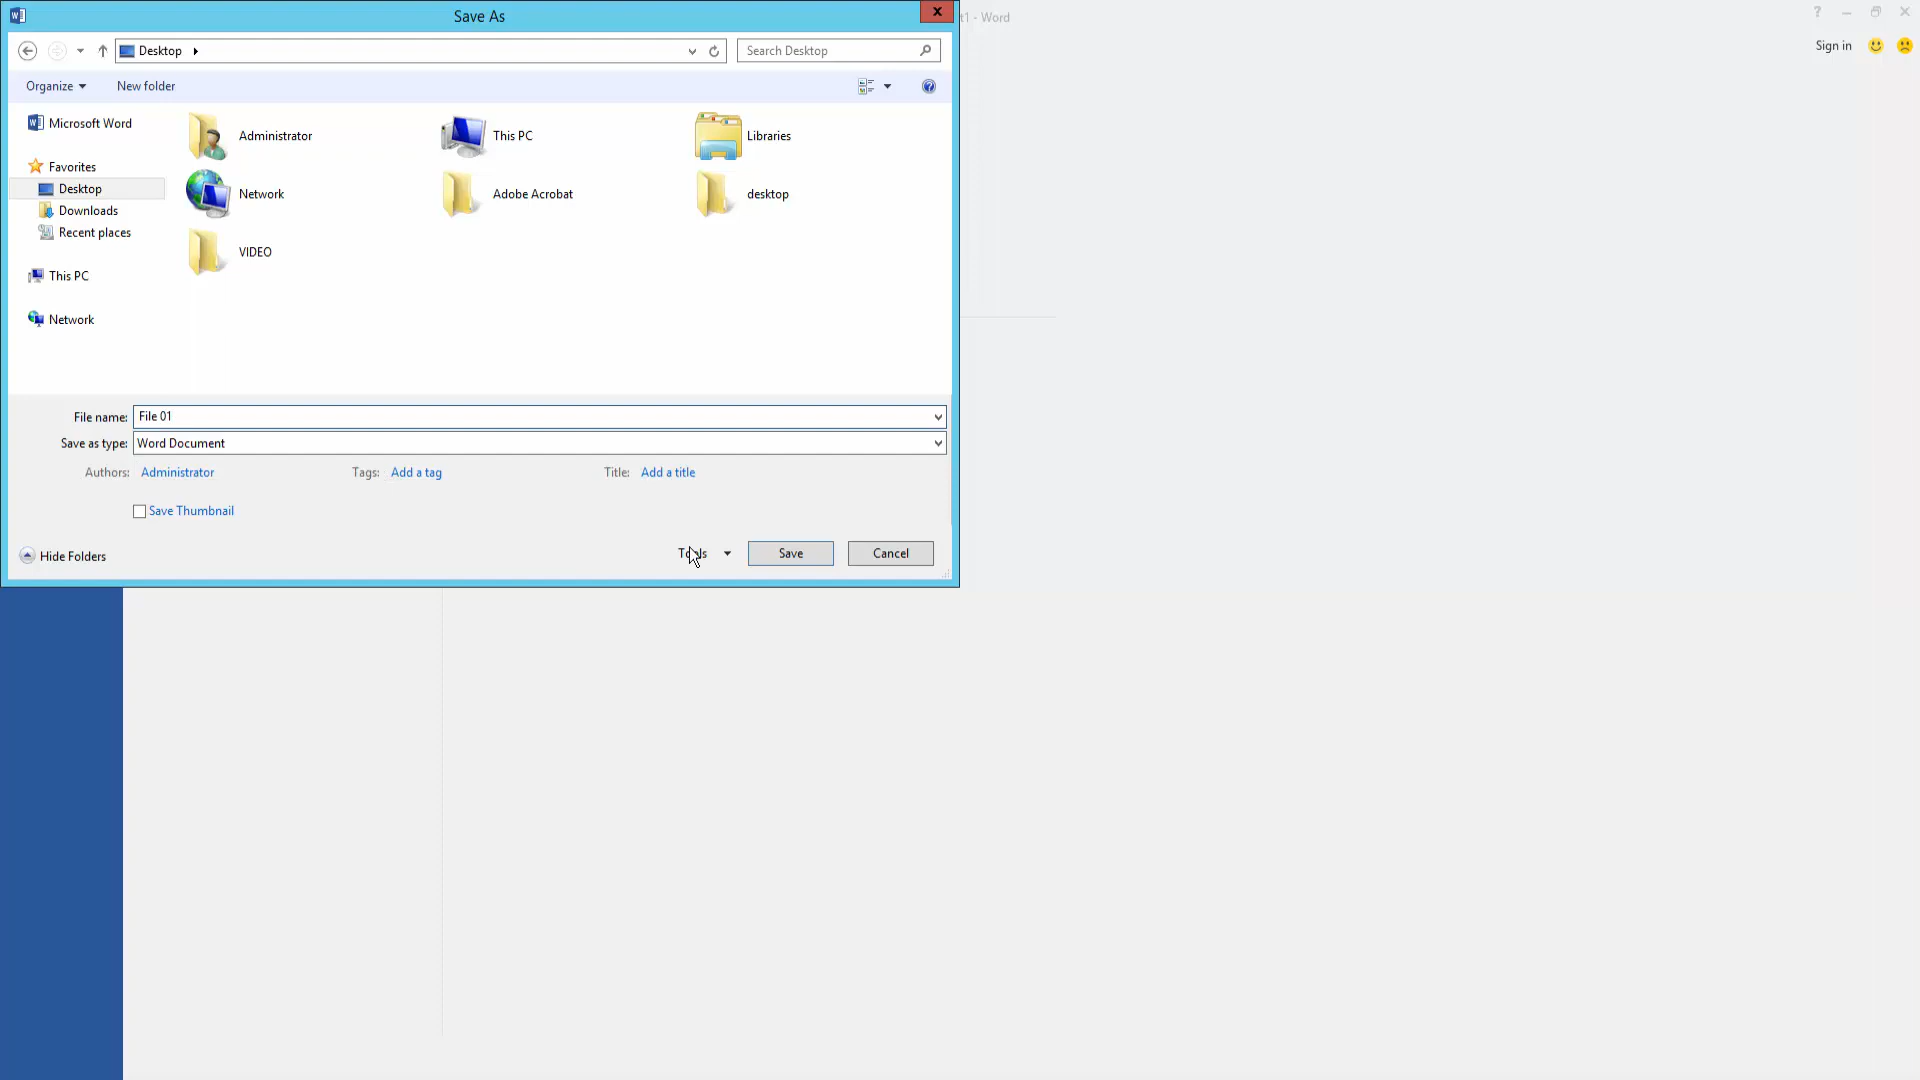 Save As
x
t1 - Word
?
Sign in
Desktop
Search Desktop
Organize
New folder
?
Microsoft Word
Favorites
Desktop
Downloads
Recent places
This PC
Network
Administrator
This PC
Libraries
Network
Adobe Acrobat
desktop
VIDEO
File name: File 01
Save as type: Word Document
Authors: Administrator Tags: Add a tag Title: Add a title
Save Thumbnail
Hide Folders
Tools
Save
Cancel